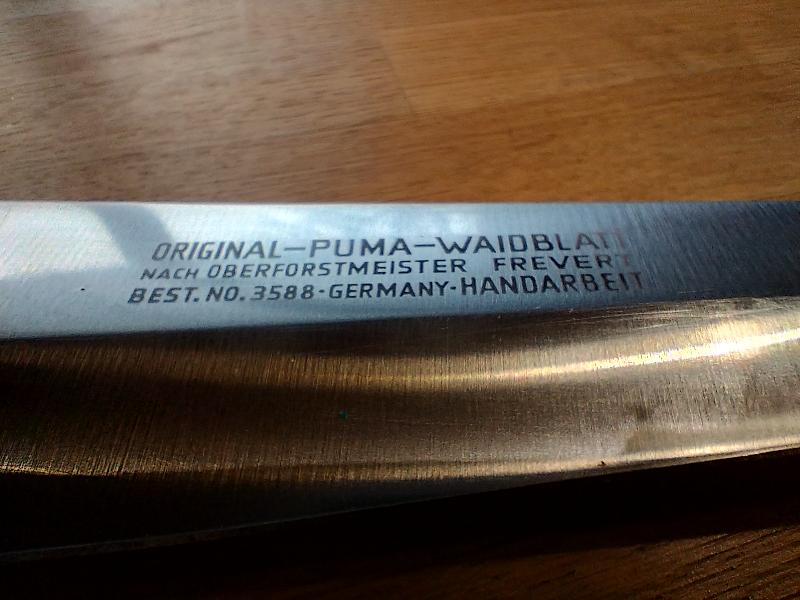 ORIGINAL–PUMA–WAIDBLATT
NACH OBERFORSTMEISTER FREVERT
BEST. NO. 3588·GERMANY·HANDARBEIT